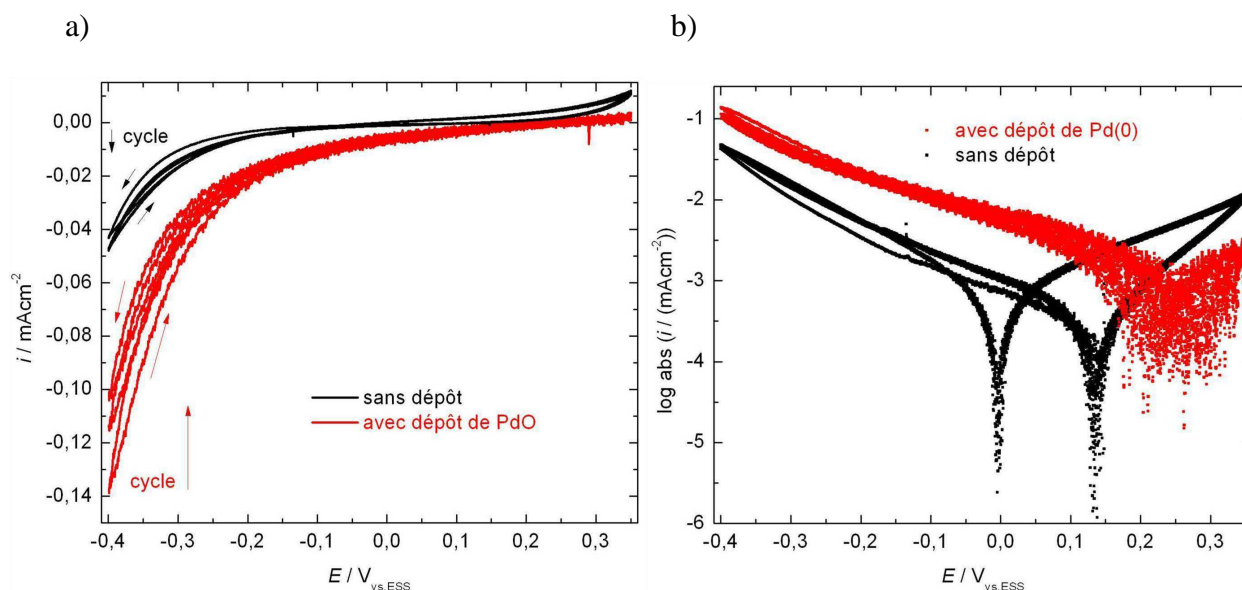 a)
0,00
-0,02
-0,04
-0,06
-0,08
-0,10
-0,12
-0,14
i / mAcm-2
cycle
sans dépôt
avec dépôt de PdO
cycle
-0,4 -0,3 -0,2 -0,1 0,0 0,1 0,2 0,3
E / Vvs.ESS
b)
-1
-2
-3
-4
-5
-6
log abs (i / (mAcm-2))
avec dépôt de Pd(0)
sans dépôt
-0,4 -0,3 -0,2 -0,1 0,0 0,1 0,2 0,3
E / Vvs.ESS